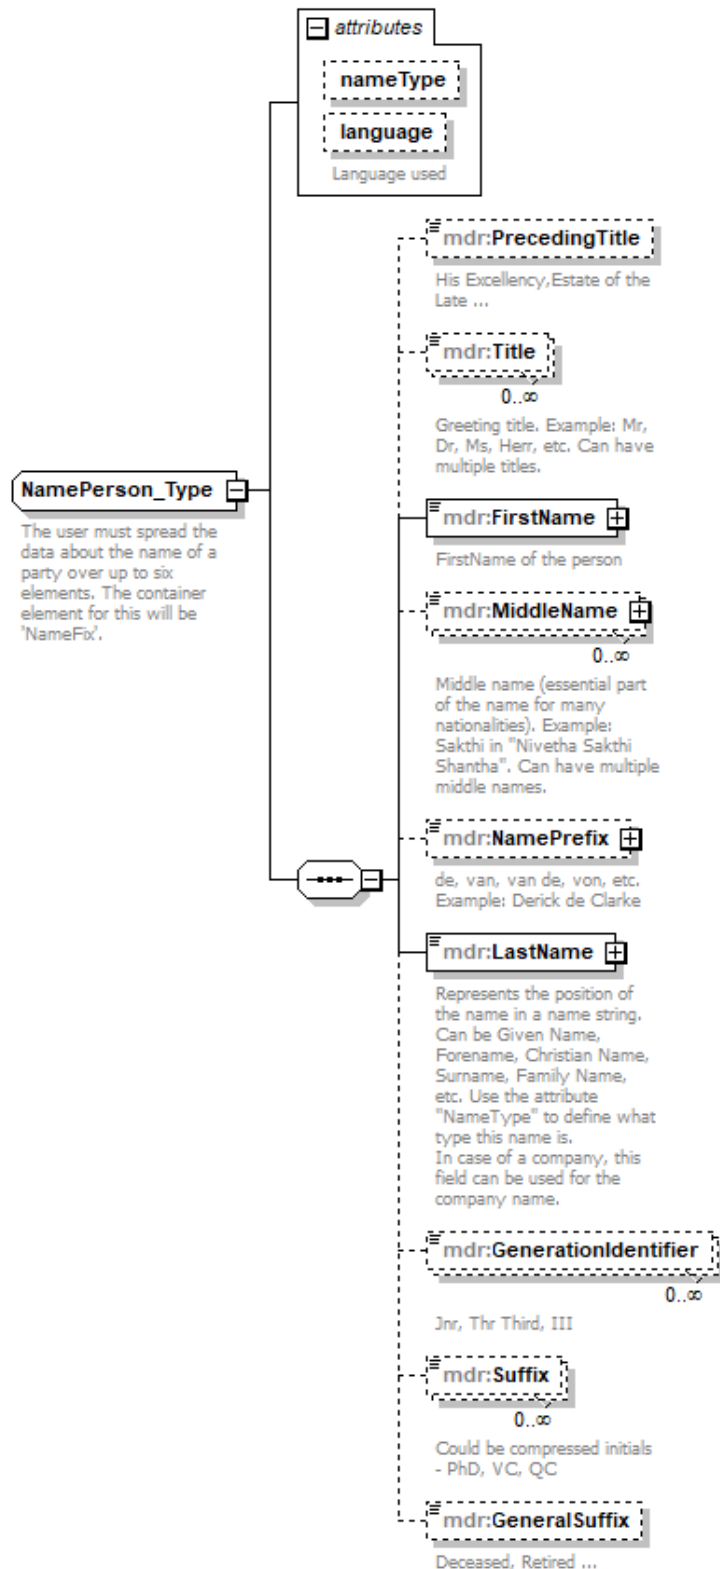 attributes
nameType
language
Language used
mdr:PrecedingTitle
His Excellency,Estate of the
Late ...
mdr:Title
0..∞
Greeting title. Example: Mr,
Dr, Ms, Herr, etc. Can have
multiple titles.
NamePerson_Type
The user must spread the
data about the name of a
party over up to six
elements. The container
element for this will be
'NameFix'.
mdr:FirstName
FirstName of the person
mdr:MiddleName
0..∞
Middle name (essential part
of the name for many
nationalities). Example:
Sakthi in "Nivetha Sakthi
Shantha". Can have multiple
middle names.
mdr:NamePrefix
de, van, van de, von, etc.
Example: Derick de Clarke
mdr:LastName
Represents the position of
the name in a name string.
Can be Given Name,
Forename, Christian Name,
Surname, Family Name,
etc. Use the attribute
"NameType" to define what
type this name is.
In case of a company, this
field can be used for the
company name.
mdr:GenerationIdentifier
0..∞
Jnr, Thr Third, III
mdr:Suffix
0..∞
Could be compressed initials
- PhD, VC, QC
mdr:GeneralSuffix
Deceased, Retired ...